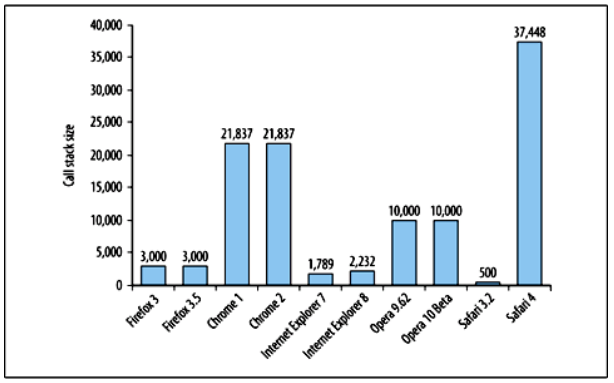 40,000
37,448
35,000
30,000
25,000
21,837
21,837
20,000
15,000
10,000
10,000
10,000
5,000
3,000
3,000
1,789
2,232
500
0
Call stack size
Firefox 3
Firefox 3.5
Chrome 1
Chrome 2
Internet Explorer 7
Internet Explorer 8
Opera 9.62
Opera 10 Beta
Safari 3.2
Safari 4